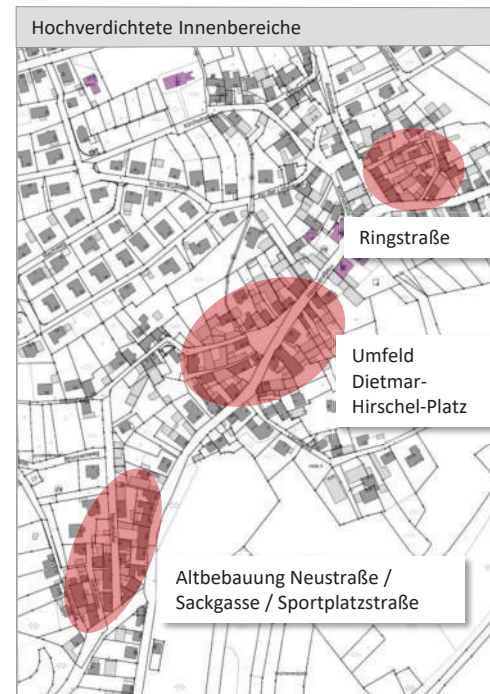 Hochverdichtete Innenbereiche
Ringstraße
Umfeld
Dietmar-
Hirschel-Platz
Altbebauung Neustraße /
Sackgasse / Sportplatzstraße